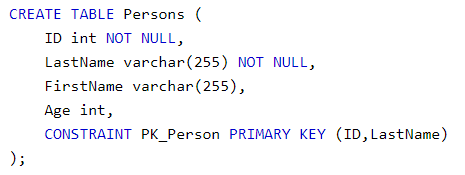 CREATE TABLE Persons (
    ID int NOT NULL,
    LastName varchar(255) NOT NULL,
    FirstName varchar(255),
    Age int,
    CONSTRAINT PK_Person PRIMARY KEY (ID,LastName)
);